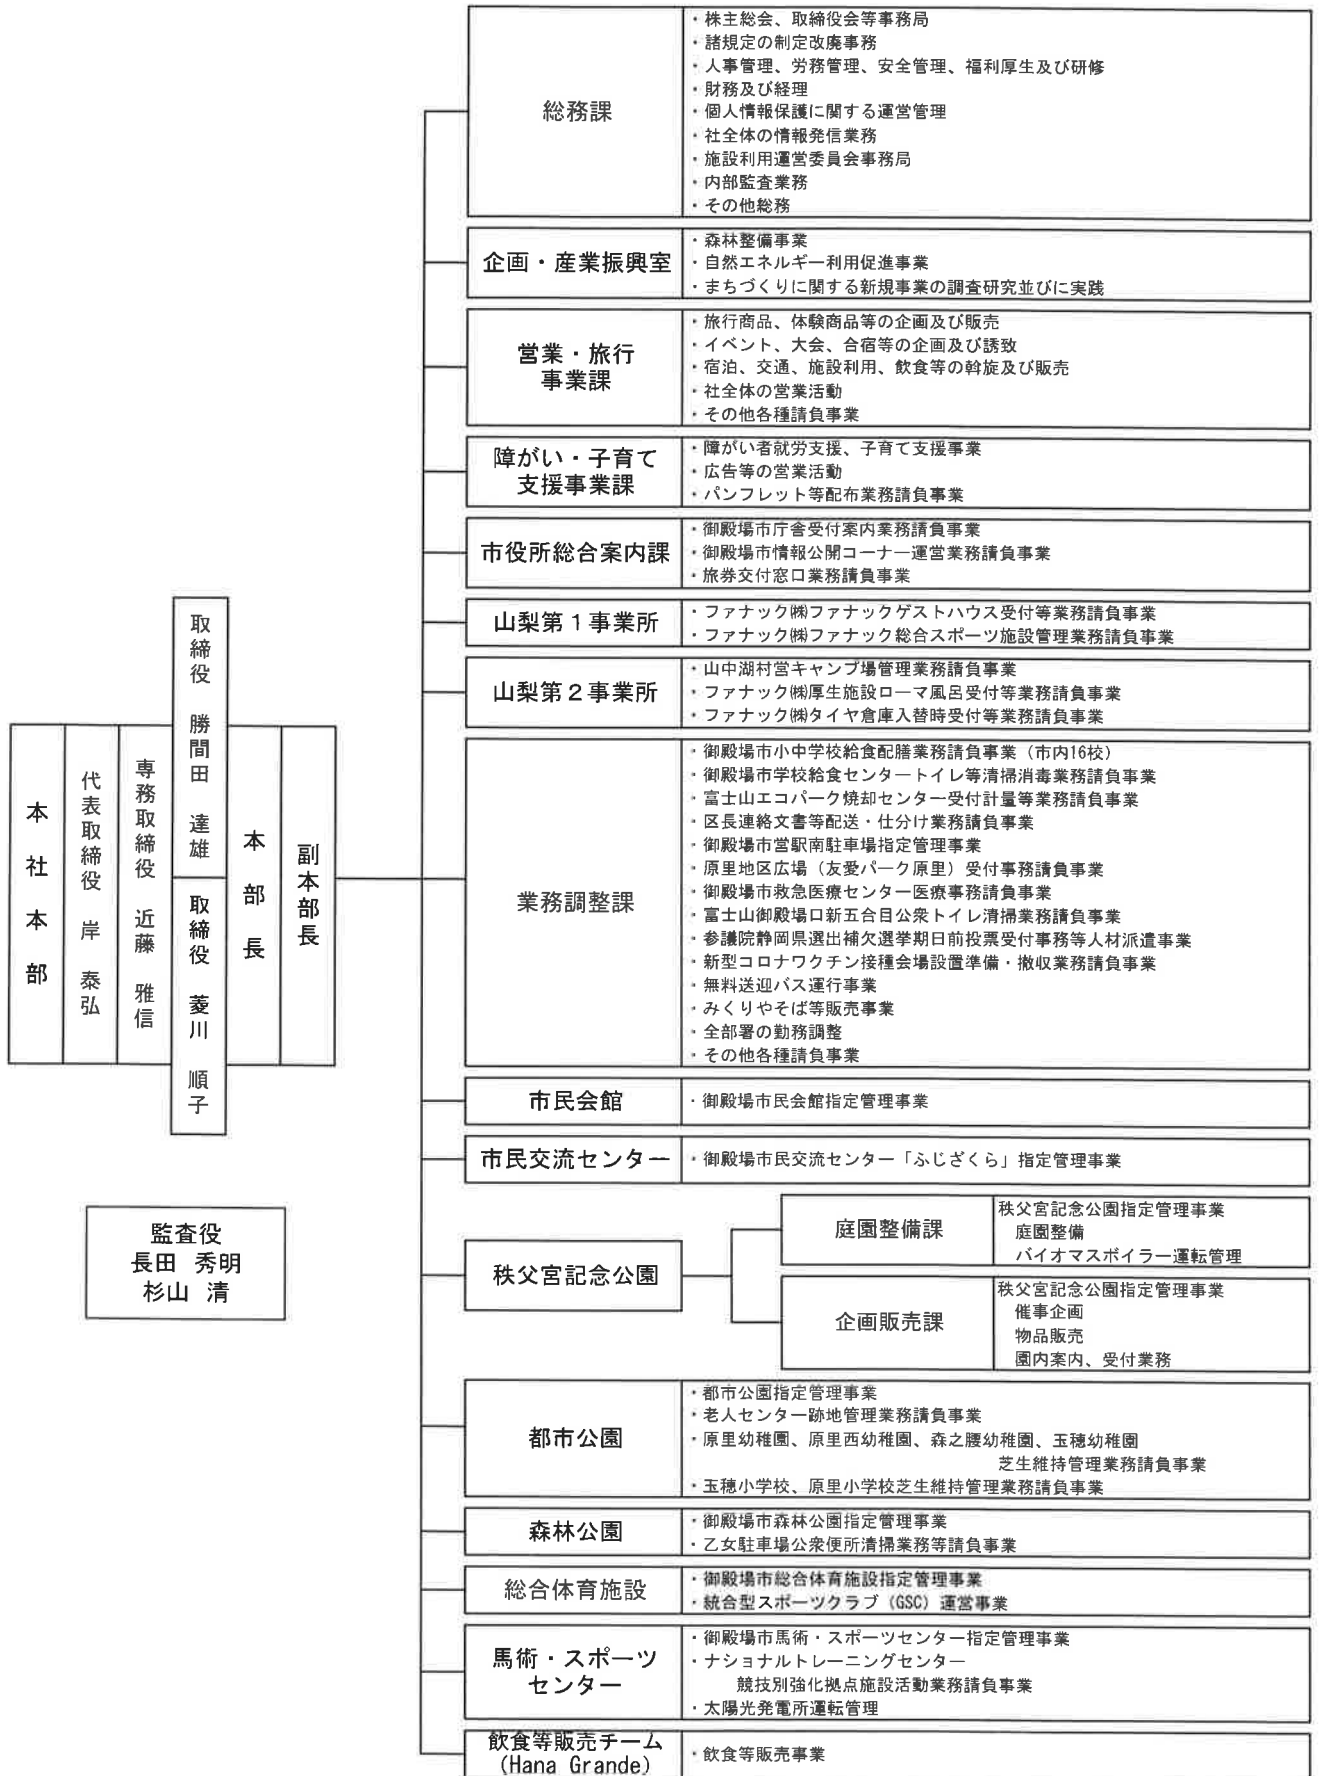 本社本部
代表取締役 岸 泰弘
専務取締役 近藤 雅信
取締役 勝間田 達雄
取締役 菱川 順子
本部長
副本部長
監査役
長田 秀明
杉山 清
総務課
・株主総会、取締役会等事務局
・諸規定の制定改廃事務
・人事管理、労務管理、安全管理、福利厚生及び研修
・財務及び経理
・個人情報保護に関する運営管理
・社全体の情報発信業務
・施設利用運営委員会事務局
・内部監査業務
・その他総務
企画・産業振興室
・森林整備事業
・自然エネルギー利用促進事業
・まちづくりに関する新規事業の調査研究並びに実践
営業・旅行
事業課
・旅行商品、体験商品等の企画及び販売
・イベント、大会、合宿等の企画及び誘致
・宿泊、交通、施設利用、飲食等の斡旋及び販売
・社全体の営業活動
・その他各種請負事業
障がい・子育て
支援事業課
・障がい者就労支援、子育て支援事業
・広告等の営業活動
・パンフレット等配布業務請負事業
市役所総合案内課
・御殿場市庁舎受付案内業務請負事業
・御殿場市情報公開コーナー運営業務請負事業
・旅券交付窓口業務請負事業
山梨第１事業所
・ファナック㈱ファナックゲストハウス受付等業務請負事業
・ファナック㈱ファナック総合スポーツ施設管理業務請負事業
山梨第２事業所
・山中湖村営キャンプ場管理業務請負事業
・ファナック㈱厚生施設ローマ風呂受付等業務請負事業
・ファナック㈱タイヤ倉庫入替時受付等業務請負事業
業務調整課
・御殿場市小中学校給食配膳業務請負事業（市内16校）
・御殿場市学校給食センタートイレ等清掃消毒業務請負事業
・富士山エコパーク焼却センター受付計量等業務請負事業
・区長連絡文書等配送・仕分け業務請負事業
・御殿場市営駅南駐車場指定管理事業
・原里地区広場（友愛パーク原里）受付事務請負事業
・御殿場市救急医療センター医療事務請負事業
・富士山御殿場口新五合目公衆トイレ清掃業務請負事業
・参議院静岡県選出補欠選挙期日前投票受付事務等人材派遣事業
・新型コロナワクチン接種会場設置準備・撤収業務請負事業
・無料送迎バス運行事業
・みくりやそば等販売事業
・全部署の勤務調整
・その他各種請負事業
市民会館
・御殿場市民会館指定管理事業
市民交流センター
・御殿場市民交流センター「ふじざくら」指定管理事業
秩父宮記念公園
庭園整備課
秩父宮記念公園指定管理事業
庭園整備
バイオマスボイラー運転管理
企画販売課
秩父宮記念公園指定管理事業
催事企画
物品販売
園内案内、受付業務
都市公園
・都市公園指定管理事業
・老人センター跡地管理業務請負事業
・原里幼稚園、原里西幼稚園、森之腰幼稚園、玉穂幼稚園
芝生維持管理業務請負事業
・玉穂小学校、原里小学校芝生維持管理業務請負事業
森林公園
・御殿場市森林公園指定管理事業
・乙女駐車場公衆便所清掃業務等請負事業
総合体育施設
・御殿場市総合体育施設指定管理事業
・統合型スポーツクラブ（GSC）運営事業
馬術・スポーツ
センター
・御殿場市馬術・スポーツセンター指定管理事業
・ナショナルトレーニングセンター
競技別強化拠点施設活動業務請負事業
・太陽光発電所運転管理
飲食等販売チーム
(Hana Grande)
・飲食等販売事業